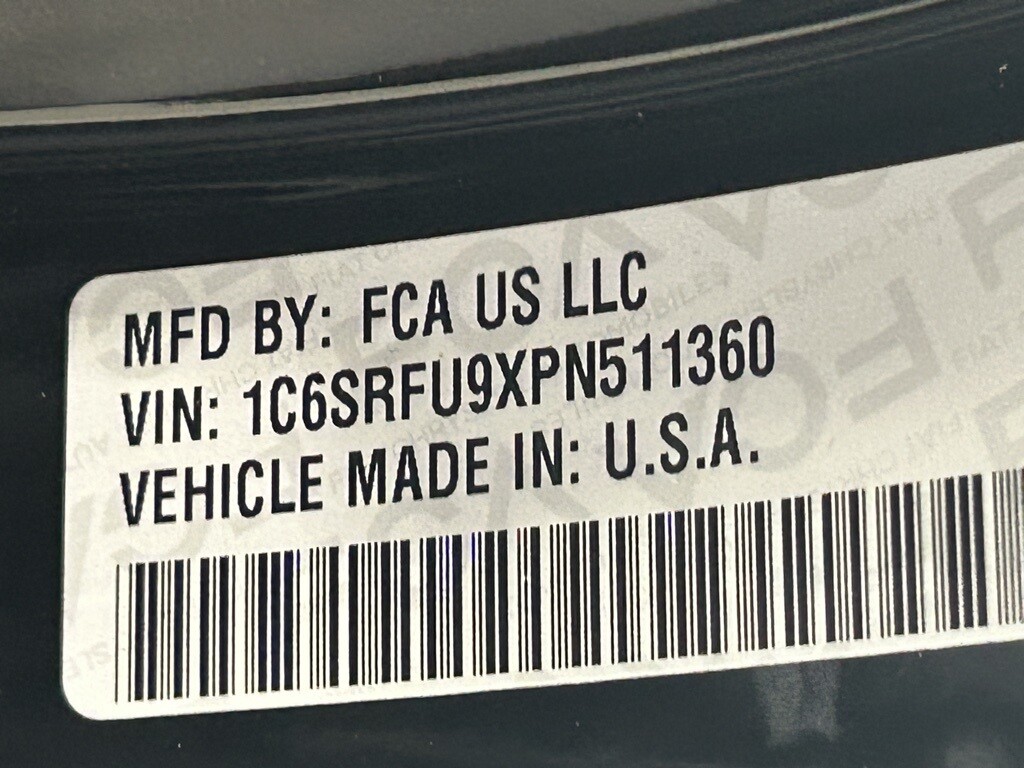 MFD BY: FCA US LLC
VIN: 1C6SRFU9XPN511360
VEHICLE MADE IN: U.S.A.